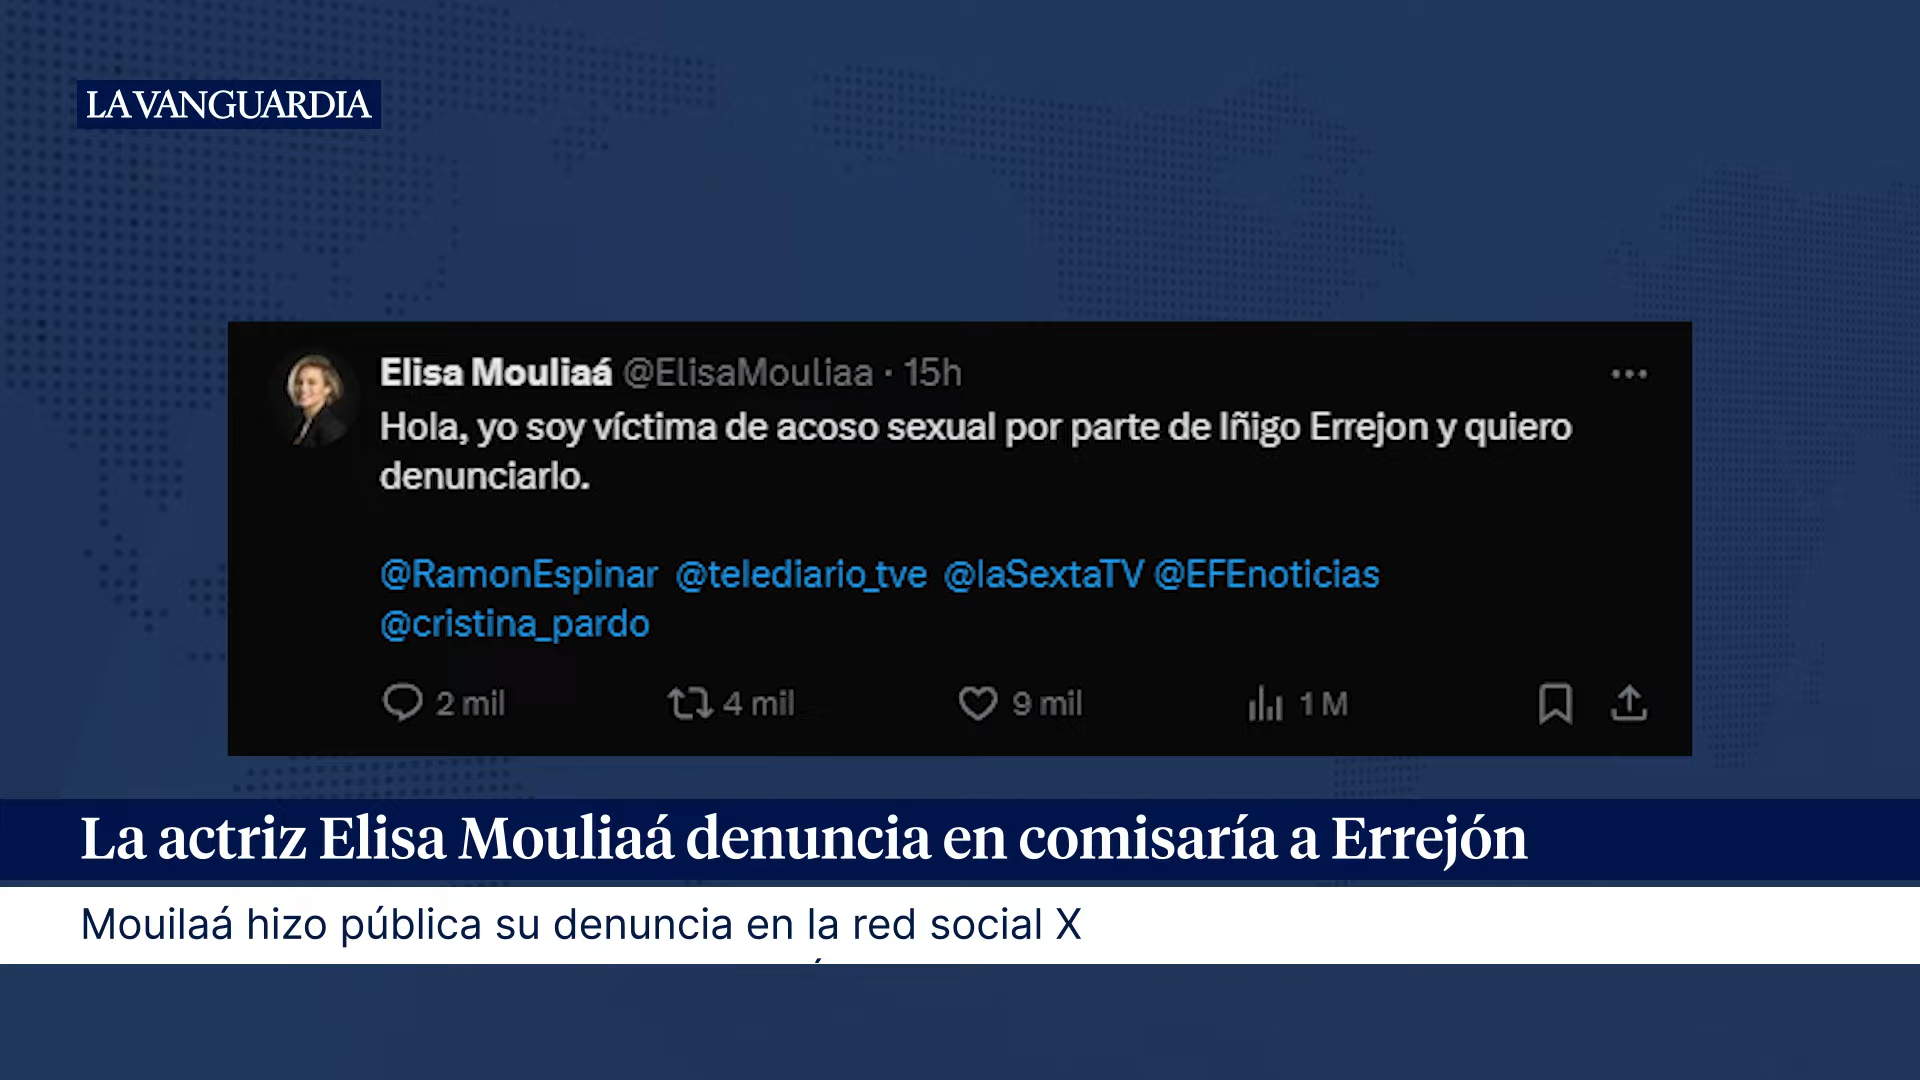 LA VANGUARDIA
Elisa Mouliaá @ElisaMouliaa · 15h
Hola, yo soy víctima de acoso sexual por parte de Iñigo Errejon y quiero
denunciarlo.
@RamonEspinar @telediario_tve @laSextaTV @EFEnoticias
@cristina_pardo
2 mil 4 mil 9 mil 1 M
La actriz Elisa Mouliaá denuncia en comisaría a Errejón
Mouilaá hizo pública su denuncia en la red social X